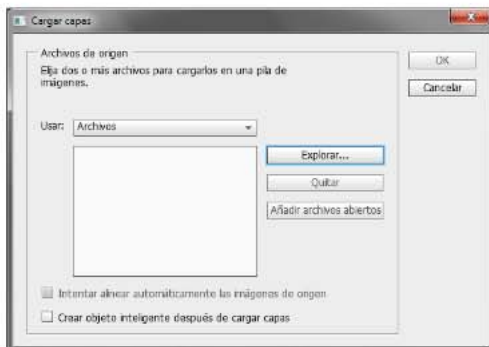 Cargar capas
Archivos de origen
Elija dos o más archivos para cargarlos en una pila de
imágenes.
OK
Cancelar
Usar: Archivos
Explorar...
Quitar
Añadir archivos abiertos
Intentar alinear automáticamente las imágenes de origen
Crear objeto inteligente después de cargar capas